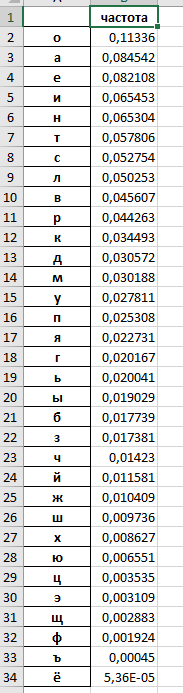 1 частота
2 о 0,11336
3 а 0,084542
4 е 0,082108
5 и 0,065453
6 н 0,065304
7 т 0,057806
8 с 0,052754
9 л 0,050253
10 в 0,045607
11 р 0,044263
12 к 0,034493
13 д 0,030572
14 м 0,030188
15 у 0,027811
16 п 0,025308
17 я 0,022731
18 г 0,020167
19 ь 0,020041
20 ы 0,019029
21 б 0,017739
22 з 0,017381
23 ч 0,01423
24 й 0,011581
25 ж 0,010409
26 ш 0,009736
27 х 0,008627
28 ю 0,006551
29 ц 0,003535
30 э 0,003109
31 щ 0,002883
32 ф 0,001924
33 ъ 0,00045
34 ё 5,36E-05